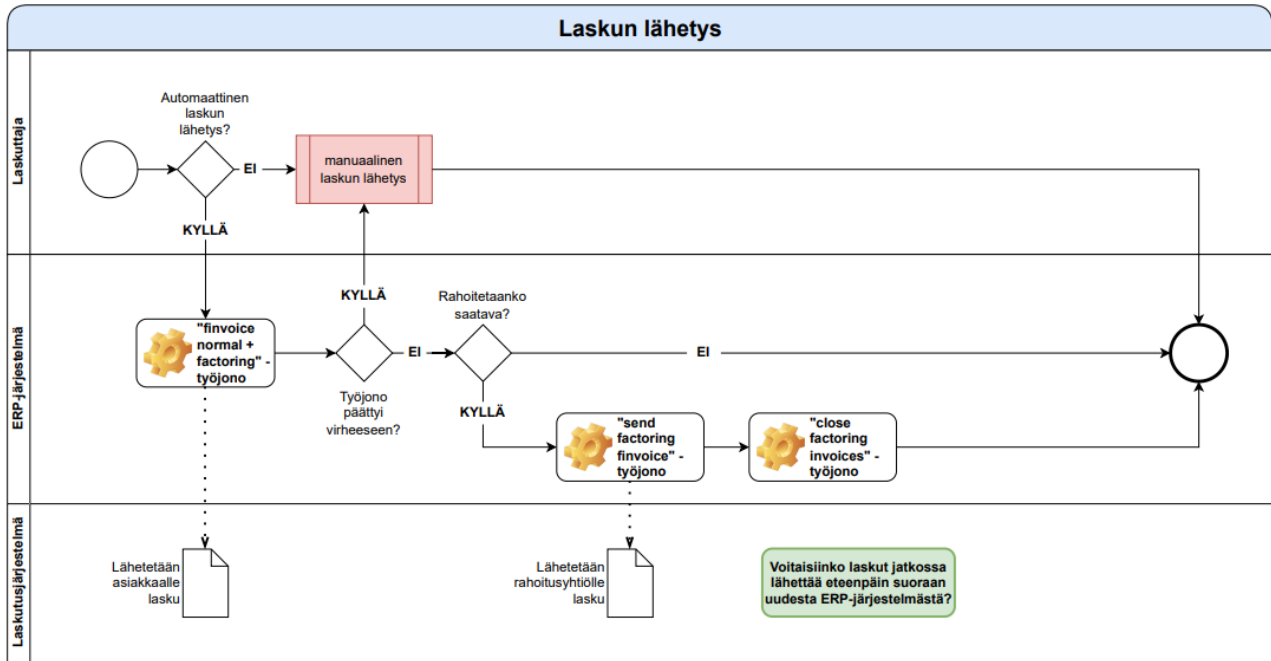 Laskun lähetys
Laskuttaja
Automaattinen
laskun
lähetys?
EI
manuaalinen
laskun lähetys
KYLLÄ
ERP-järjestelmä
"finvoice
normal +
factoring" -
työjono
KYLLÄ
Työjono
päättyi
virheeseen?
EI
Rahoitetaanko
saatava?
EI
KYLLÄ
"send
factoring
finvoice" -
työjono
"close
factoring
invoices" -
työjono
Laskutusjärjestelmä
Lähetetään
asiakkaalle
lasku
Lähetetään
rahoitusyhtiölle
lasku
Voitaisiinko laskut jatkossa
lähettää eteenpäin suoraan
uudesta ERP-järjestelmästä?